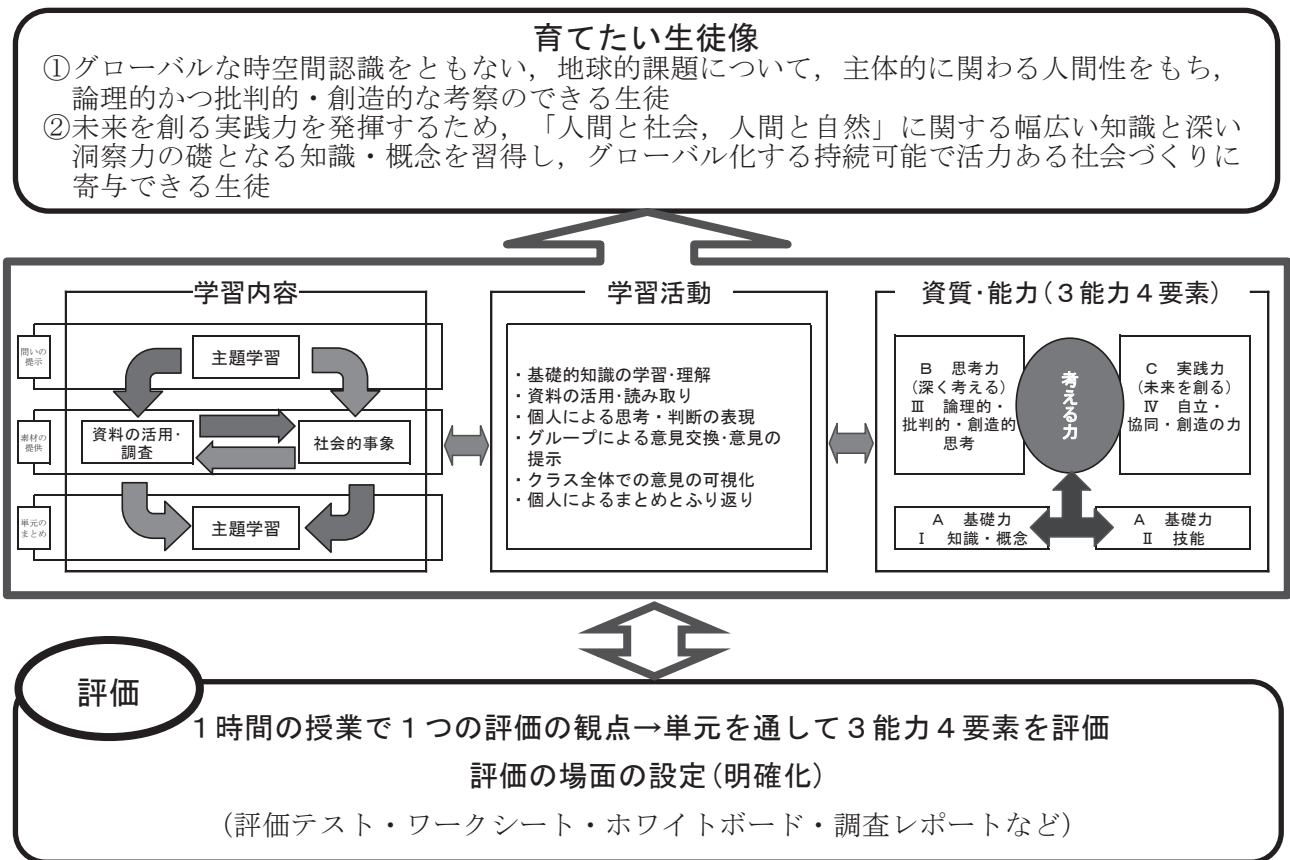 育てたい生徒像
①グローバルな時空間認識をともない，地球的課題について，主体的に関わる人間性をもち，
論理的かつ批判的・創造的な考察のできる生徒
②未来を創る実践力を発揮するため，「人間と社会，人間と自然」に関する幅広い知識と深い
洞察力の礎となる知識・概念を習得し，グローバル化する持続可能で活力ある社会づくりに
寄与できる生徒
学習内容
問いの
提示
主題学習
素材の
提供
資料の活用・
調査
社会的事象
単元の
まとめ
主題学習
学習活動
・基礎的知識の学習・理解
・資料の活用・読み取り
・個人による思考・判断の表現
・グループによる意見交換・意見の
提示
・クラス全体での意見の可視化
・個人によるまとめとふり返り
資質・能力（３能力４要素）
Ｂ　思考力
（深く考える）
Ⅲ　論理的・
批判的・創造的
思考
考える力
Ｃ　実践力
（未来を創る）
Ⅳ　自立・
協同・創造の力
Ａ　基礎力
Ⅰ　知識・概念
Ａ　基礎力
Ⅱ　技能
評価
１時間の授業で１つの評価の観点→単元を通して３能力４要素を評価
評価の場面の設定（明確化）
（評価テスト・ワークシート・ホワイトボード・調査レポートなど）